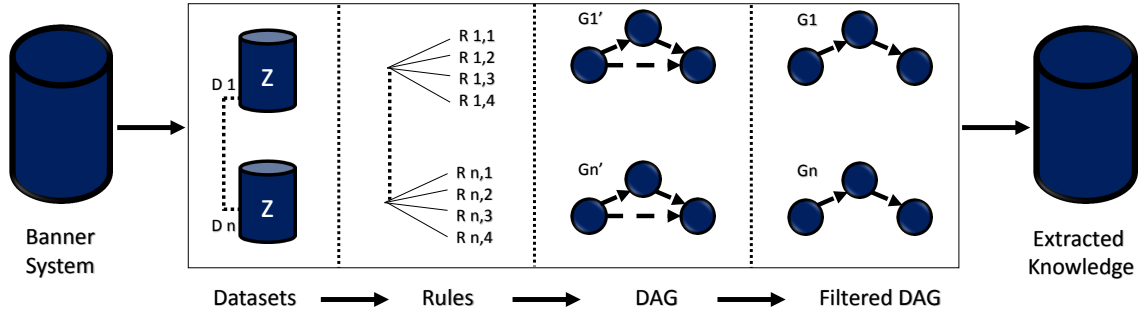 Banner
System
D 1
Z
D n
Z
R 1,1
R 1,2
R 1,3
R 1,4
R n,1
R n,2
R n,3
R n,4
G1’
Gn’
G1
Gn
Extracted
Knowledge
Datasets
Rules
DAG
Filtered DAG